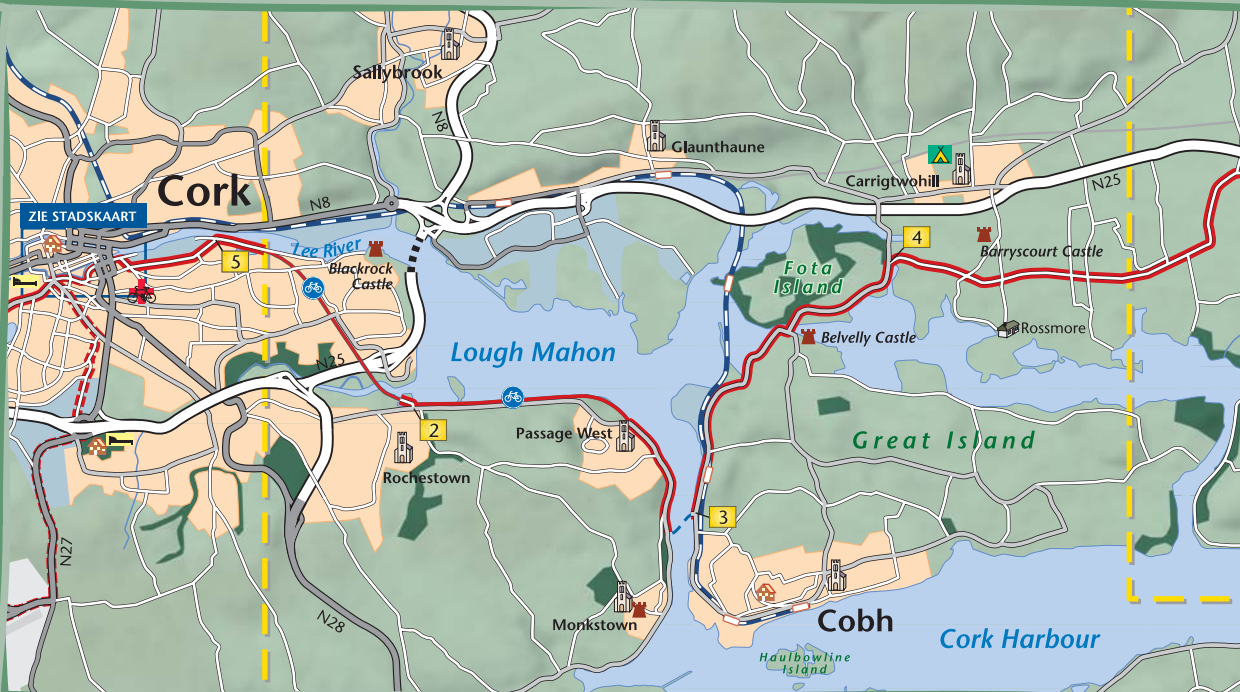 Sallybrook
N8
Glaunthaune
Carrigtwohill
N25
Cork
ZIE STADSKAART
N8
Lee River
5
Blackrock
Castle
4
Barryscourt Castle
Fota
Island
Belvelly Castle
Rossmore
Lough Mahon
N25
2
Passage West
Great Island
Rochestown
3
N27
N28
Monkstown
Cobh
Cork Harbour
Haulbowline
Island